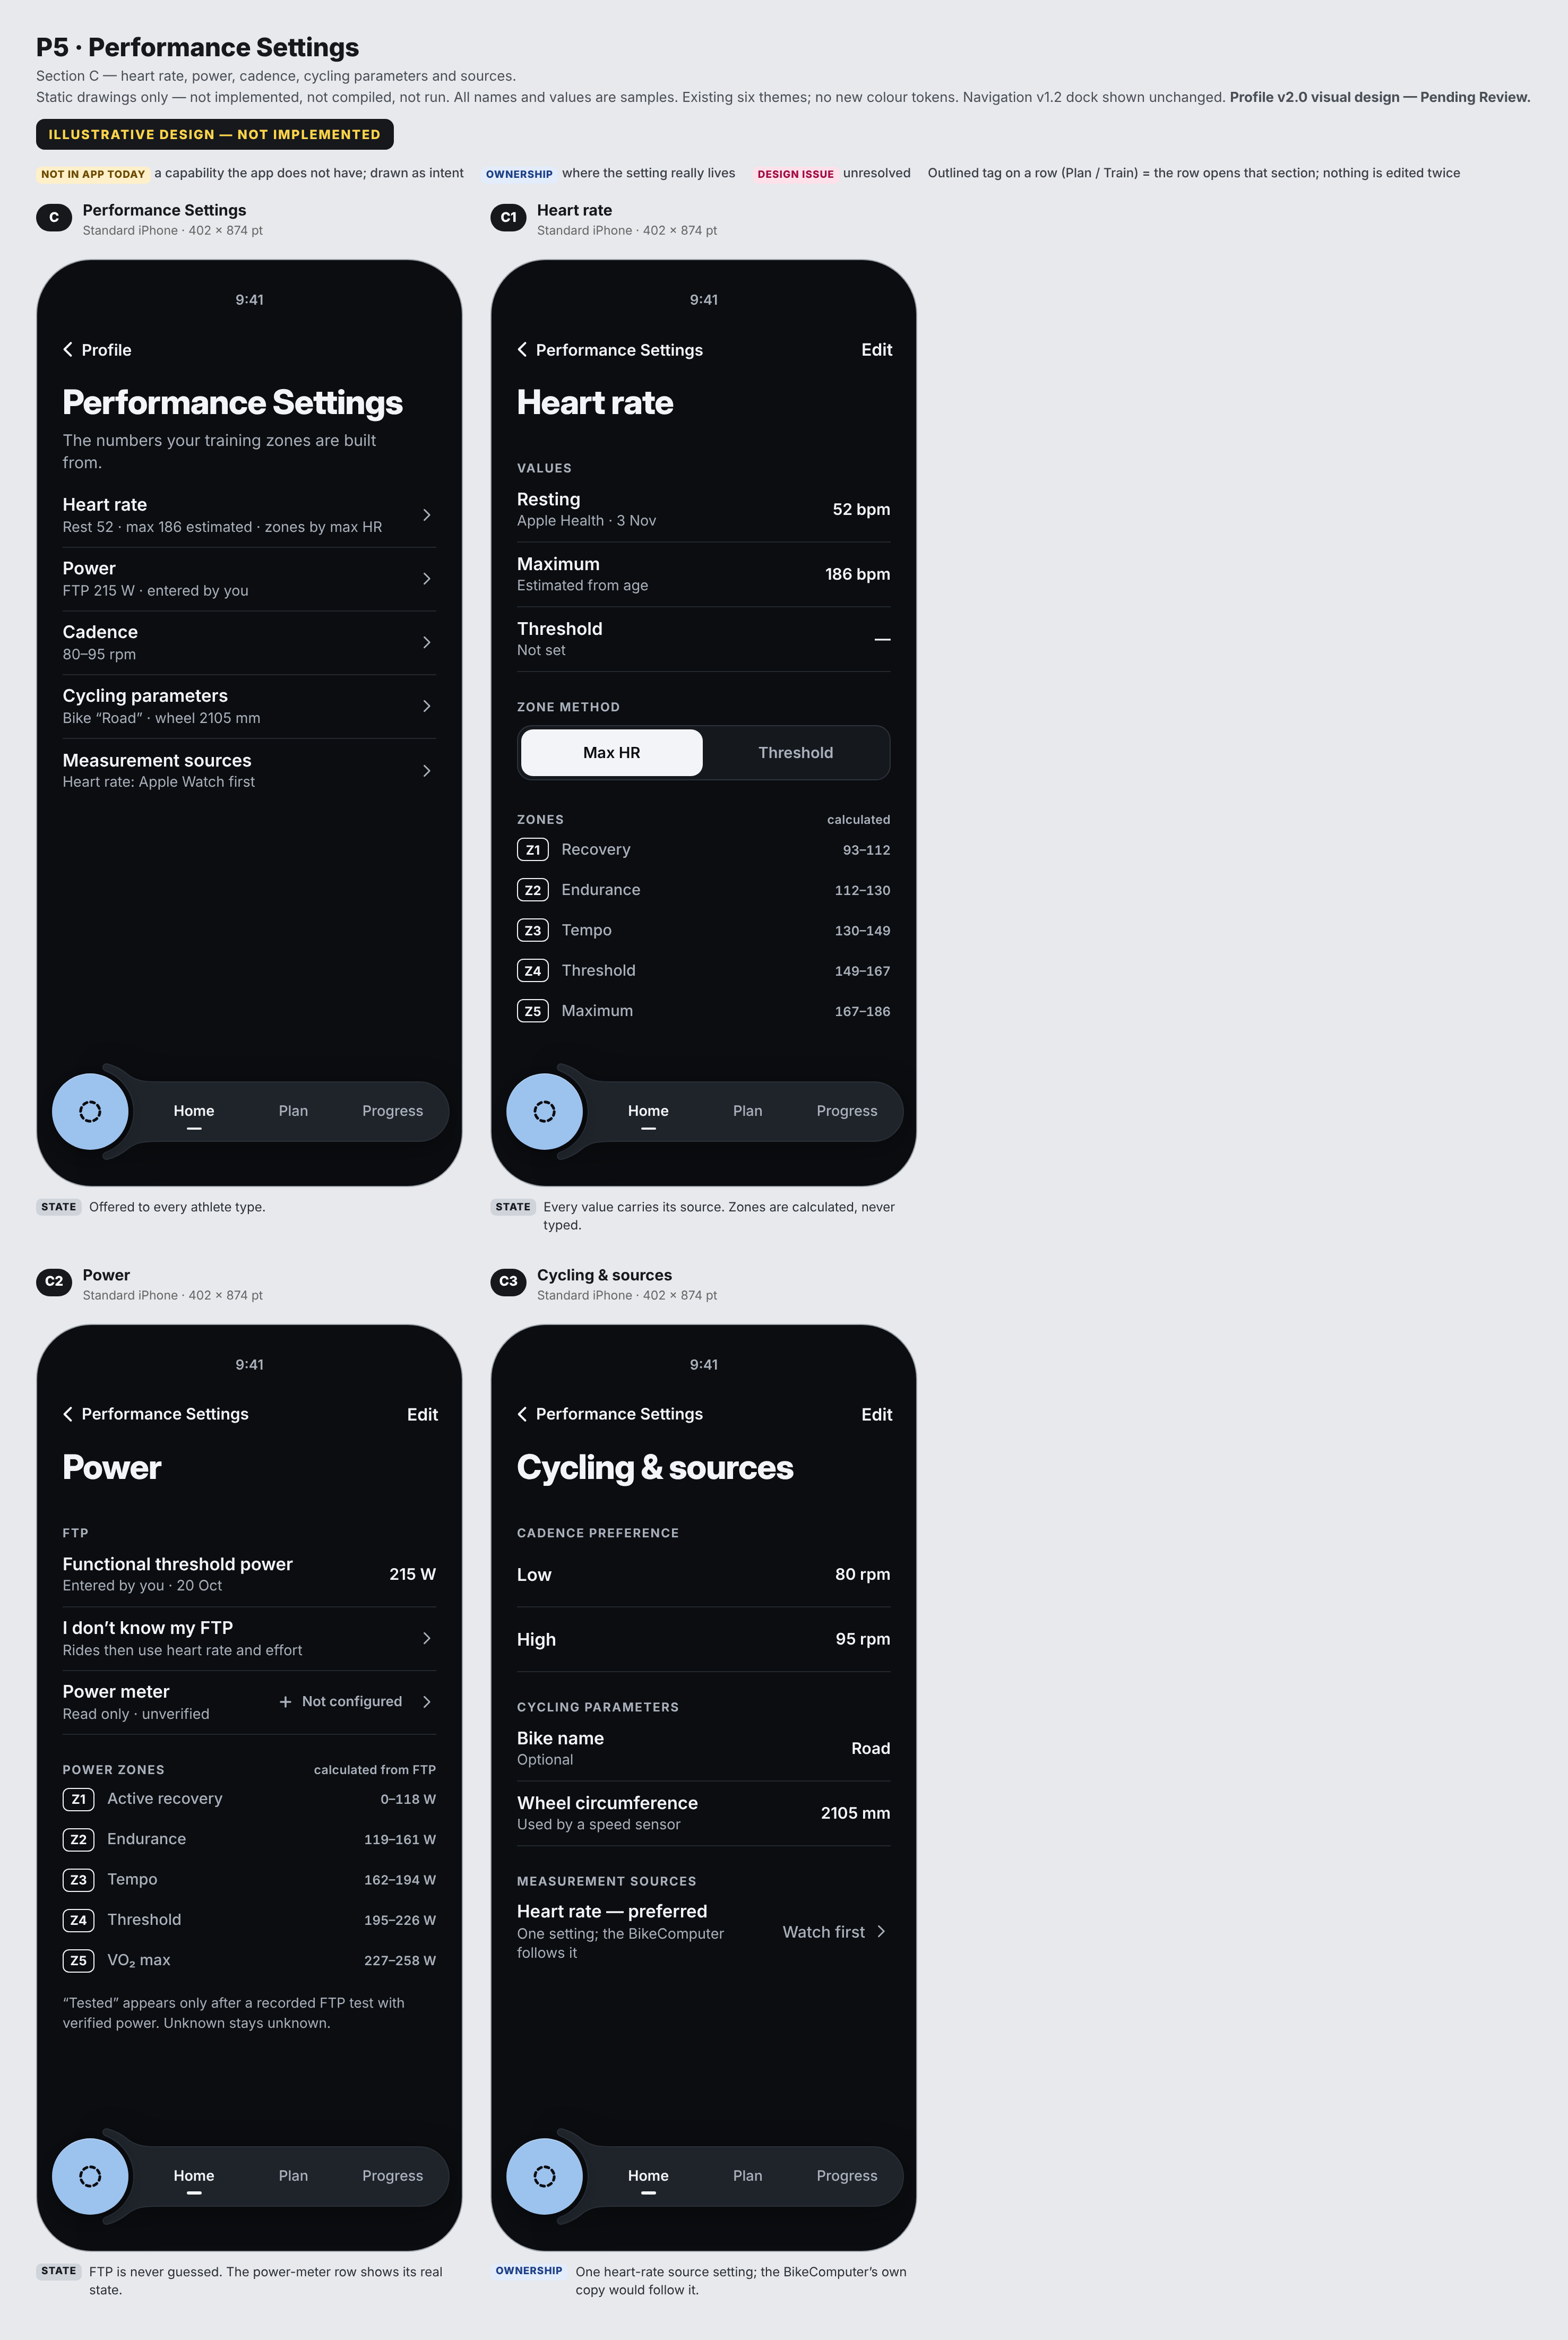 P5 · Performance Settings
Section C — heart rate, power, cadence, cycling parameters and sources.
Static drawings only — not implemented, not compiled, not run. All names and values are samples. Existing six themes; no new colour tokens. Navigation v1.2 dock shown unchanged. Profile v2.0 visual design — Pending Review.
ILLUSTRATIVE DESIGN — NOT IMPLEMENTED
NOT IN APP TODAY a capability the app does not have; drawn as intent OWNERSHIP where the setting really lives DESIGN ISSUE unresolved Outlined tag on a row (Plan / Train) = the row opens that section; nothing is edited twice
C Performance Settings
Standard iPhone · 402 × 874 pt
9:41
Profile
Performance Settings
The numbers your training zones are built
from.
Heart rate
Rest 52 · max 186 estimated · zones by max HR
Power
FTP 215 W · entered by you
Cadence
80–95 rpm
Cycling parameters
Bike “Road” · wheel 2105 mm
Measurement sources
Heart rate: Apple Watch first
Home Plan Progress
STATE Offered to every athlete type.
C1 Heart rate
Standard iPhone · 402 × 874 pt
9:41
Performance Settings Edit
Heart rate
VALUES
Resting 52 bpm
Apple Health · 3 Nov
Maximum 186 bpm
Estimated from age
Threshold —
Not set
ZONE METHOD
Max HR Threshold
ZONES calculated
Z1 Recovery 93–112
Z2 Endurance 112–130
Z3 Tempo 130–149
Z4 Threshold 149–167
Z5 Maximum 167–186
Home Plan Progress
STATE Every value carries its source. Zones are calculated, never
typed.
C2 Power
Standard iPhone · 402 × 874 pt
9:41
Performance Settings Edit
Power
FTP
Functional threshold power 215 W
Entered by you · 20 Oct
I don’t know my FTP
Rides then use heart rate and effort
Power meter + Not configured
Read only · unverified
POWER ZONES calculated from FTP
Z1 Active recovery 0–118 W
Z2 Endurance 119–161 W
Z3 Tempo 162–194 W
Z4 Threshold 195–226 W
Z5 VO₂ max 227–258 W
“Tested” appears only after a recorded FTP test with
verified power. Unknown stays unknown.
Home Plan Progress
STATE FTP is never guessed. The power-meter row shows its real
state.
C3 Cycling & sources
Standard iPhone · 402 × 874 pt
9:41
Performance Settings Edit
Cycling & sources
CADENCE PREFERENCE
Low 80 rpm
High 95 rpm
CYCLING PARAMETERS
Bike name Road
Optional
Wheel circumference 2105 mm
Used by a speed sensor
MEASUREMENT SOURCES
Heart rate — preferred Watch first
One setting; the BikeComputer
follows it
Home Plan Progress
OWNERSHIP One heart-rate source setting; the BikeComputer’s own
copy would follow it.